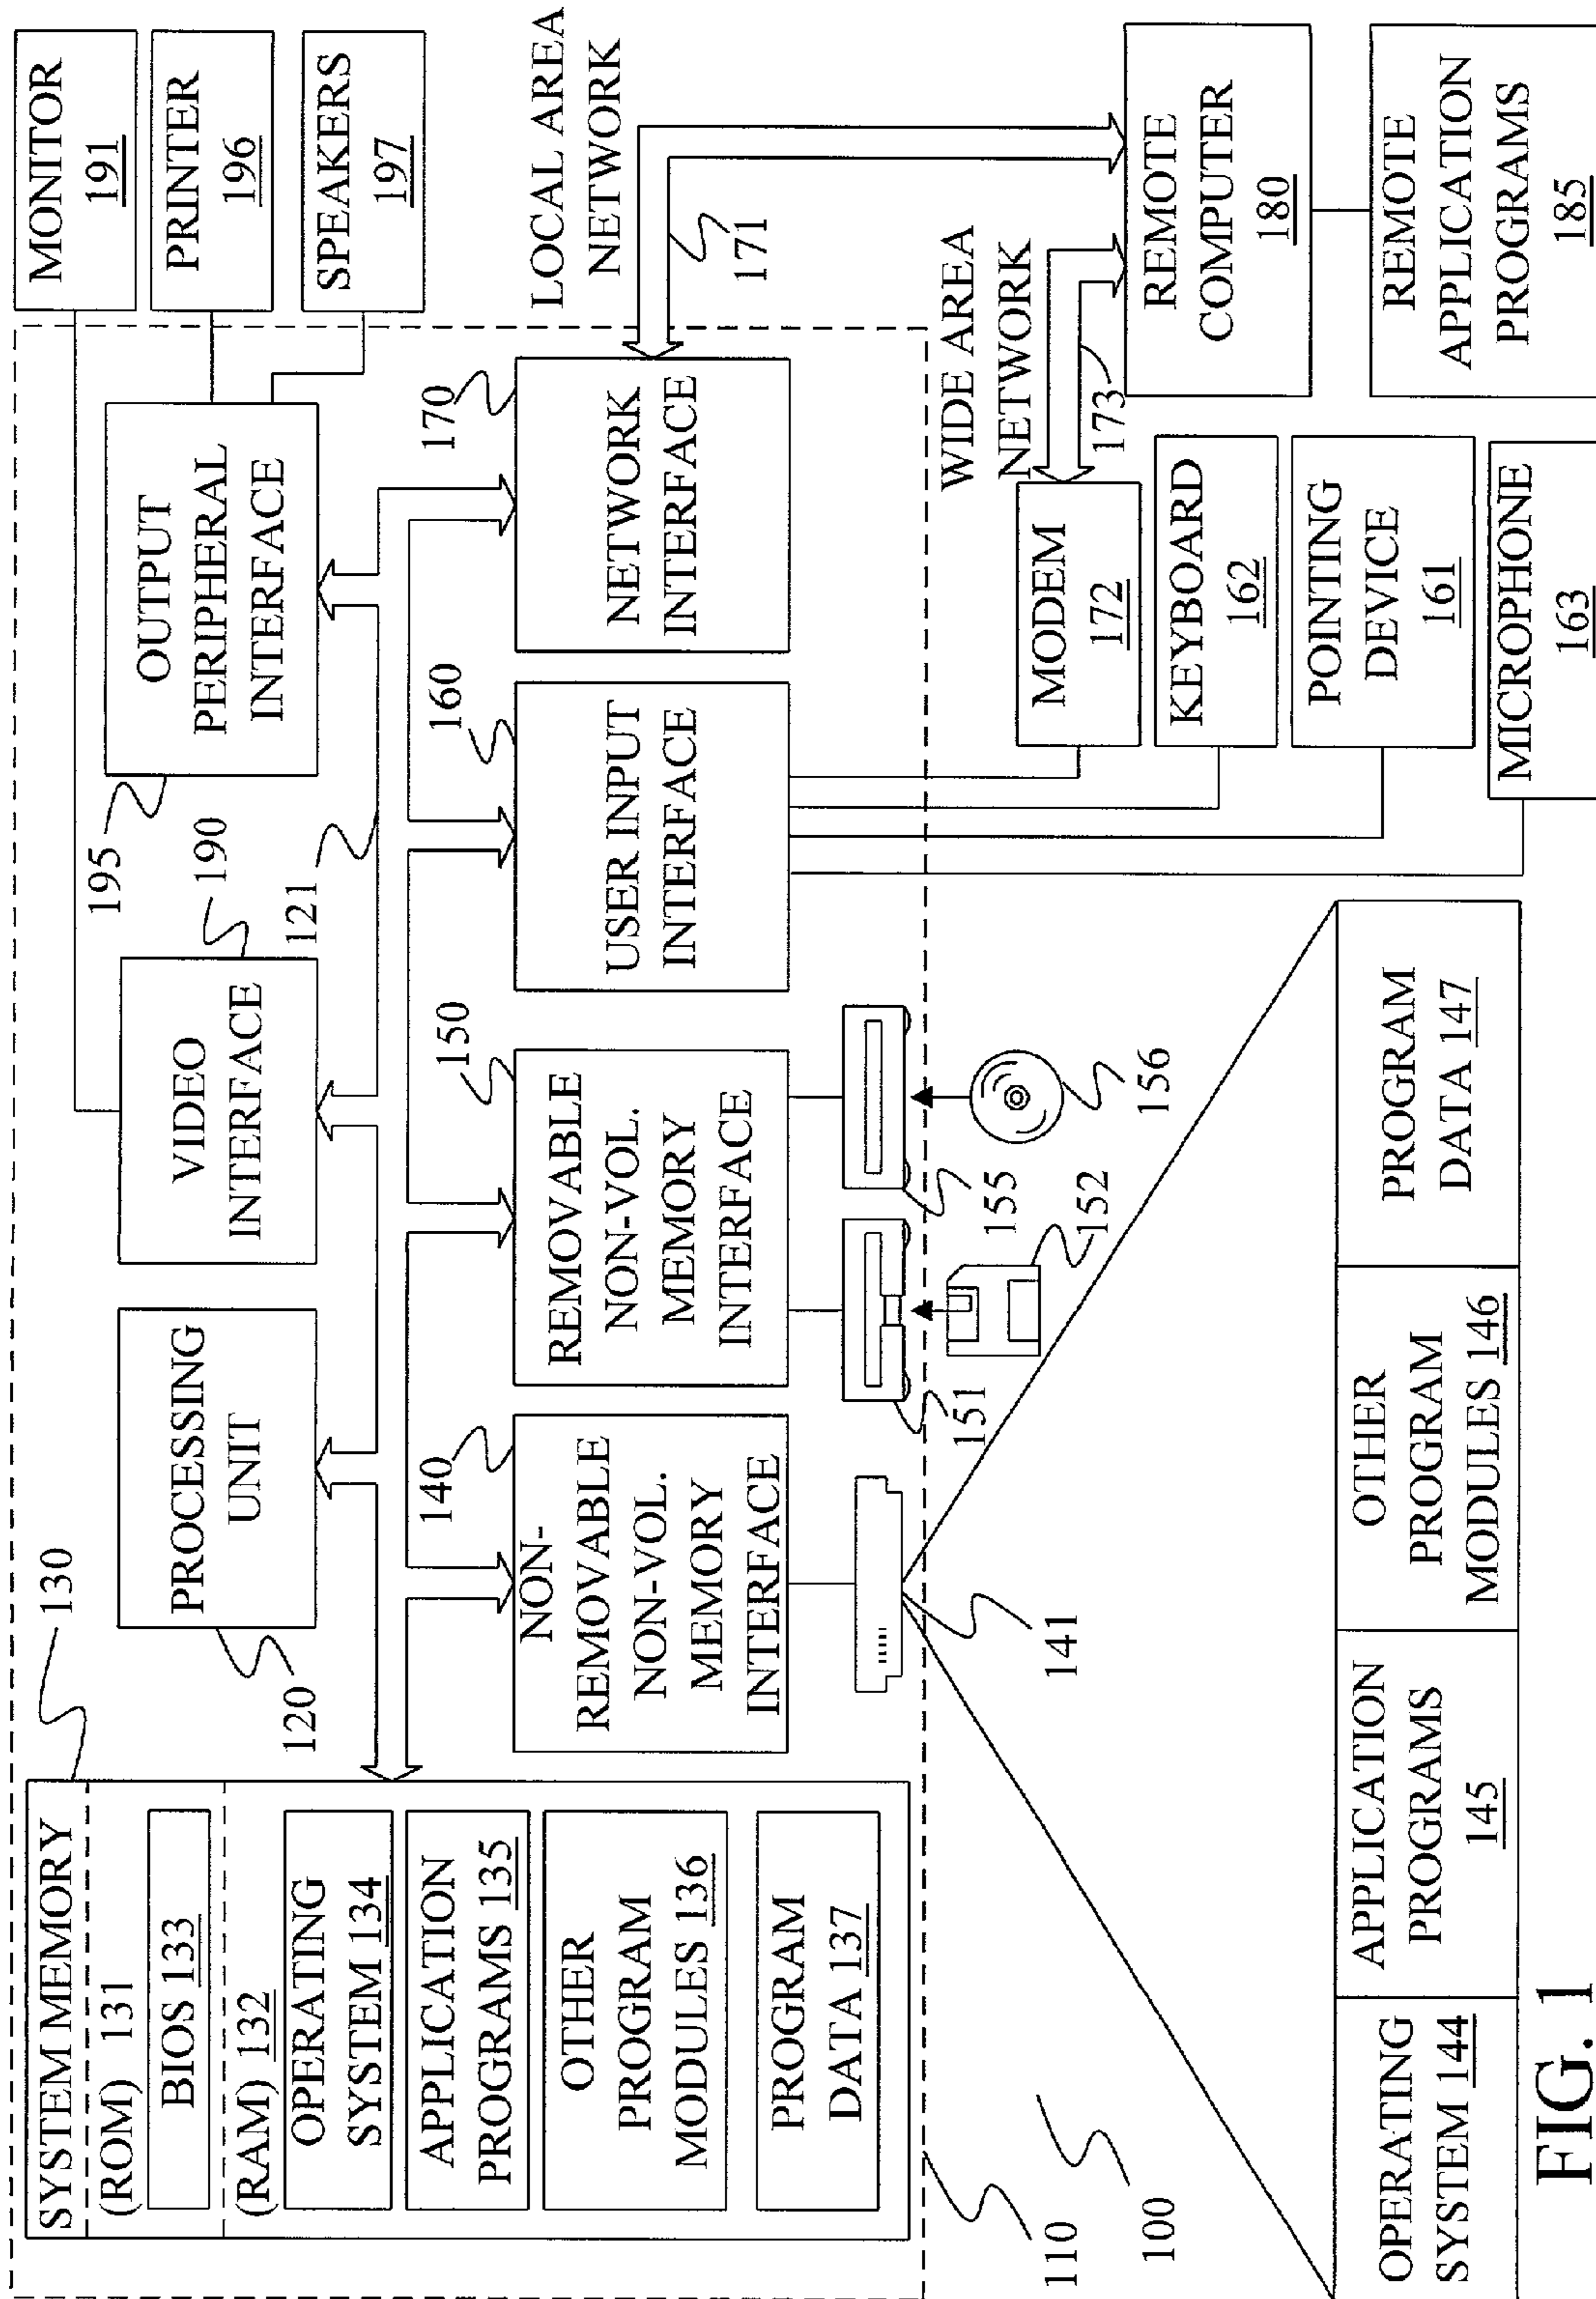 SYSTEM MEMORY
(ROM) 131
BIOS 133
(RAM) 132
OPERATING
SYSTEM 134
APPLICATION
PROGRAMS 135
OTHER
PROGRAM
MODULES 136
PROGRAM
DATA 137
130
PROCESSING
UNIT
120
VIDEO
INTERFACE
190
121
OUTPUT
PERIPHERAL
INTERFACE
195
MONITOR
191
PRINTER
196
SPEAKERS
197
NON-
REMOVABLE
NON-VOL.
MEMORY
INTERFACE
140
REMOVABLE
NON-VOL.
MEMORY
INTERFACE
150
USER INPUT
INTERFACE
160
NETWORK
INTERFACE
170
LOCAL AREA
NETWORK
171
141
151
152
155
156
WIDE AREA
NETWORK
173
MODEM
172
KEYBOARD
162
POINTING
DEVICE
161
MICROPHONE
163
REMOTE
COMPUTER
180
REMOTE
APPLICATION
PROGRAMS
185
110
100
OPERATING
SYSTEM 144
APPLICATION
PROGRAMS
145
OTHER
PROGRAM
MODULES 146
PROGRAM
DATA 147
FIG. 1